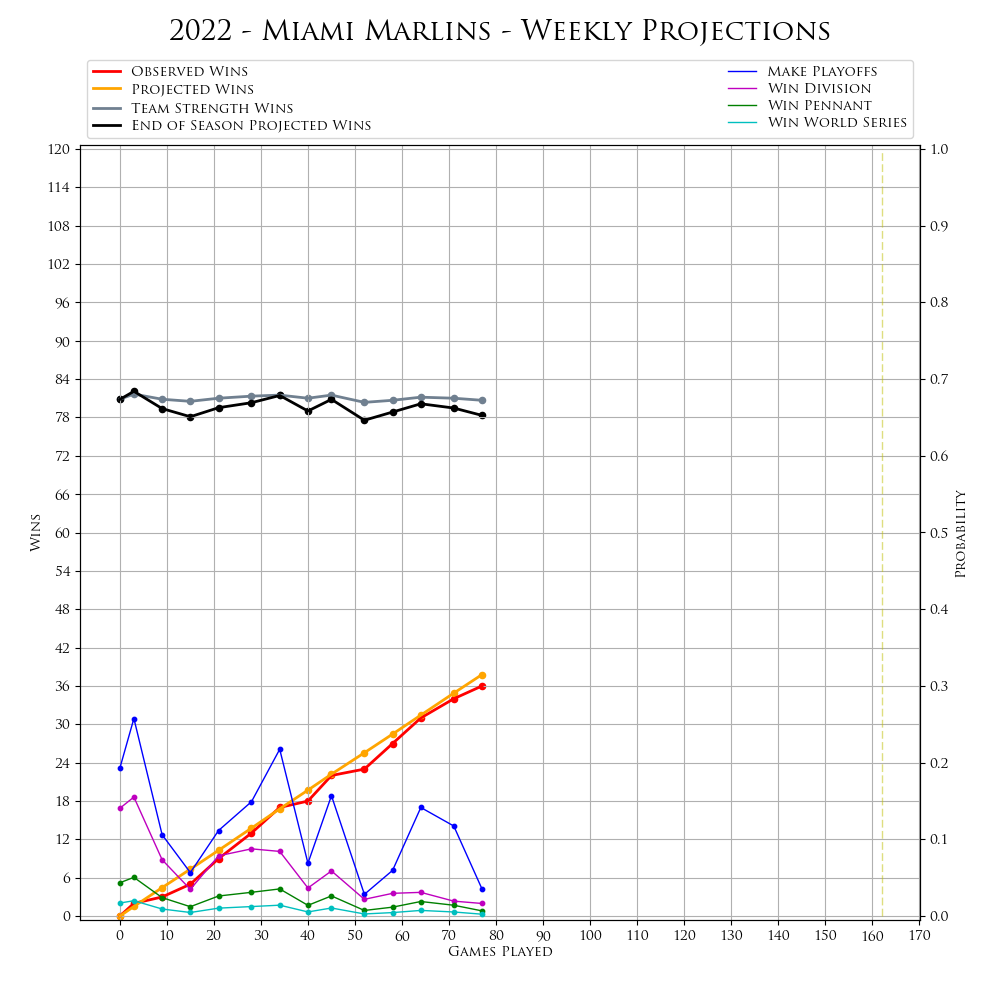 2022 - Miami Marlins - Weekly Projections
Observed Wins
Projected Wins
Team Strength Wins
End of Season Projected Wins
Make Playoffs
Win Division
Win Pennant
Win World Series
120
114
108
102
96
90
84
78
72
66
60
54
48
42
36
30
24
18
12
6
0
Wins
1.0
0.9
0.8
0.7
0.6
0.5
0.4
0.3
0.2
0.1
0.0
Probability
0 10 20 30 40 50 60 70 80 90 100 110 120 130 140 150 160 170
Games Played